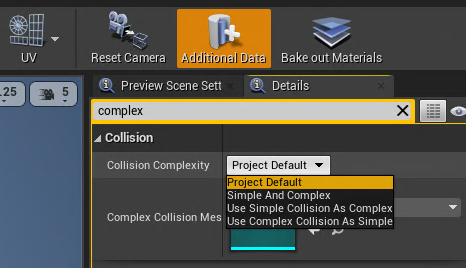 UV
Reset Camera
Additional Data
Bake out Materials
.25
5
Preview Scene Sett
Details
complex
Collision
Collision Complexity
Project Default
Project Default
Simple And Complex
Use Simple Collision As Complex
Use Complex Collision As Simple
Complex Collision Mes